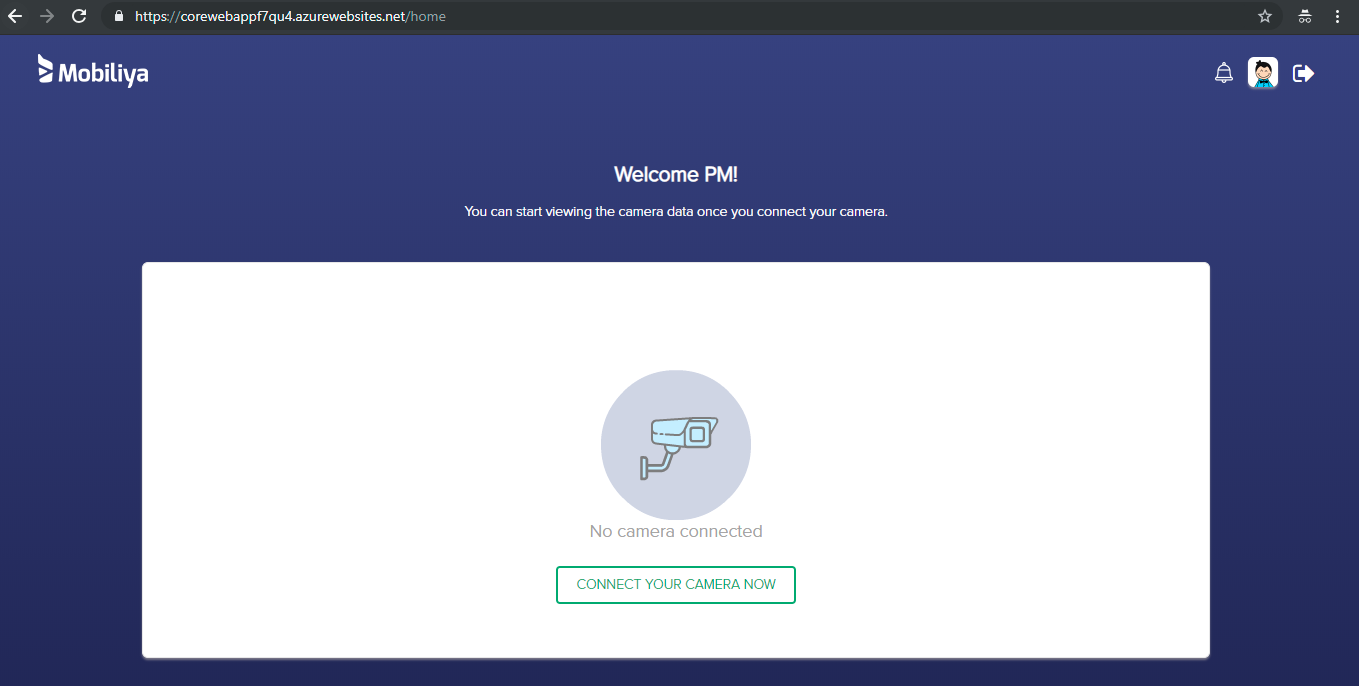 https://corewebappf7qu4.azurewebsites.net/home
Mobiliya
Welcome PM!
You can start viewing the camera data once you connect your camera.
No camera connected
CONNECT YOUR CAMERA NOW